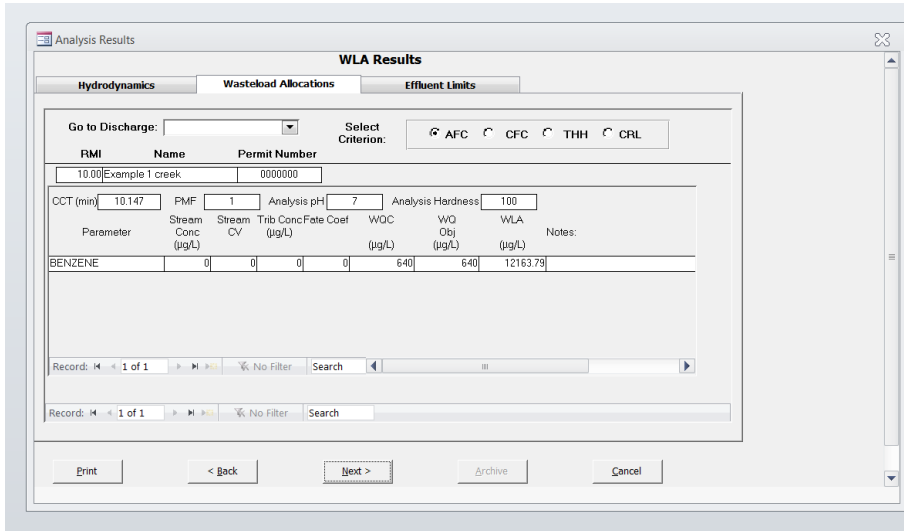 Analysis Results
WLA Results
Hydrodynamics Wasteload Allocations Effluent Limits
Go to Discharge: Select Criterion: AFC CFC THH CRL
RMI Name Permit Number
10.00 Example 1 creek 0000000
CCT (min) 10.147 PMF 1 Analysis pH 7 Analysis Hardness 100
Parameter Stream Conc (µg/L) Stream CV Trib Conc (µg/L) Fate Coef WQC (µg/L) WQ Obj (µg/L) WLA (µg/L) Notes:
BENZENE 0 0 0 0 640 640 12163.79
Record: 1 of 1 No Filter Search
Record: 1 of 1 No Filter Search
Print < Back Next > Archive Cancel